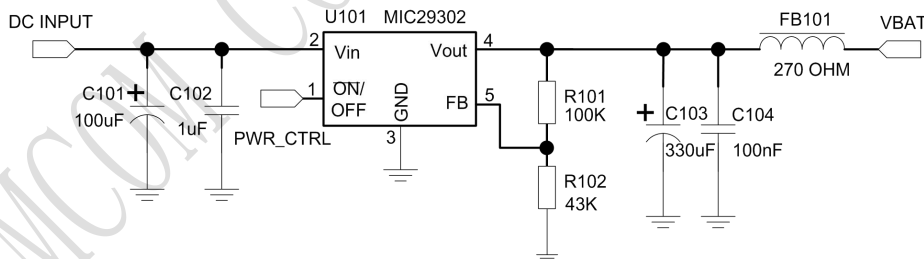 U101 MIC29302
DC INPUT
FB101
VBAT
2
Vin
Vout
4
270 OHM
C101
+
C102
1
ON/
OFF
GND
FB
5
R101
100K
100uF
1uF
PWR_CTRL
3
+
C103
C104
330uF
100nF
R102
43K